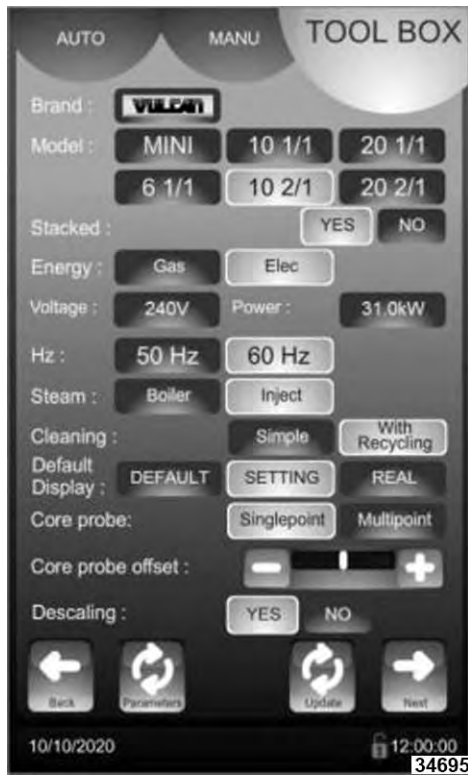 AUTO MANU TOOL BOX
Brand : VULCAN
Model : MINI 10 1/1 20 1/1
6 1/1 10 2/1 20 2/1
Stacked : YES NO
Energy : Gas Elec
Voltage : 240V Power : 31.0kW
Hz : 50 Hz 60 Hz
Steam : Boiler Inject
Cleaning : Simple With Recycling
Default Display : DEFAULT SETTING REAL
Core probe: Singlepoint Multipoint
Core probe offset : - +
Descaling : YES NO
Back Parameters Update Next
10/10/2020 12:00:00
34695